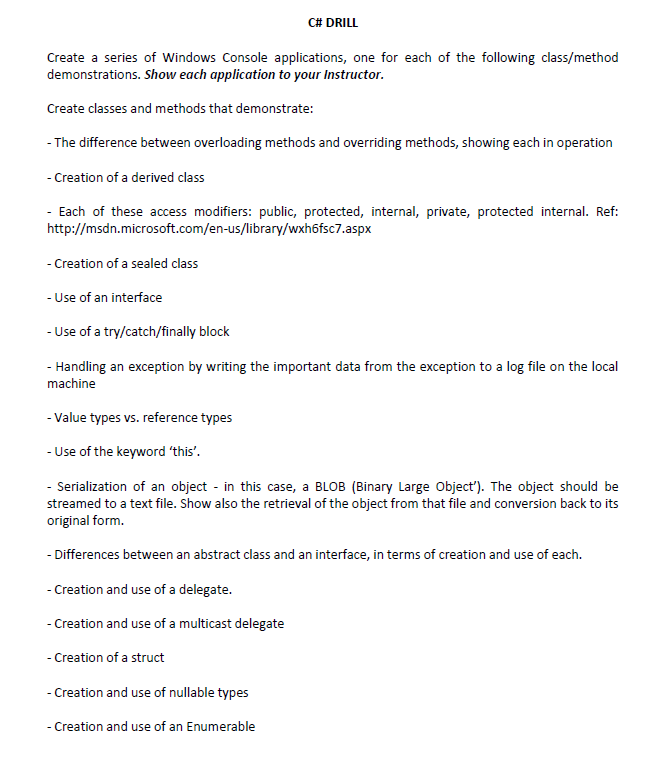 C# DRILL
Create a series of Windows Console applications, one for each of the following class/method
demonstrations. Show each application to your Instructor.
Create classes and methods that demonstrate:
- The difference between overloading methods and overriding methods, showing each in operation
- Creation of a derived class
- Each of these access modifiers: public, protected, internal, private, protected internal. Ref:
http://msdn.microsoft.com/en-us/library/wxh6fsc7.aspx
- Creation of a sealed class
- Use of an interface
- Use of a try/catch/finally block
- Handling an exception by writing the important data from the exception to a log file on the local
machine
- Value types vs. reference types
- Use of the keyword ‘this’.
- Serialization of an object - in this case, a BLOB (Binary Large Object’). The object should be
streamed to a text file. Show also the retrieval of the object from that file and conversion back to its
original form.
- Differences between an abstract class and an interface, in terms of creation and use of each.
- Creation and use of a delegate.
- Creation and use of a multicast delegate
- Creation of a struct
- Creation and use of nullable types
- Creation and use of an Enumerable